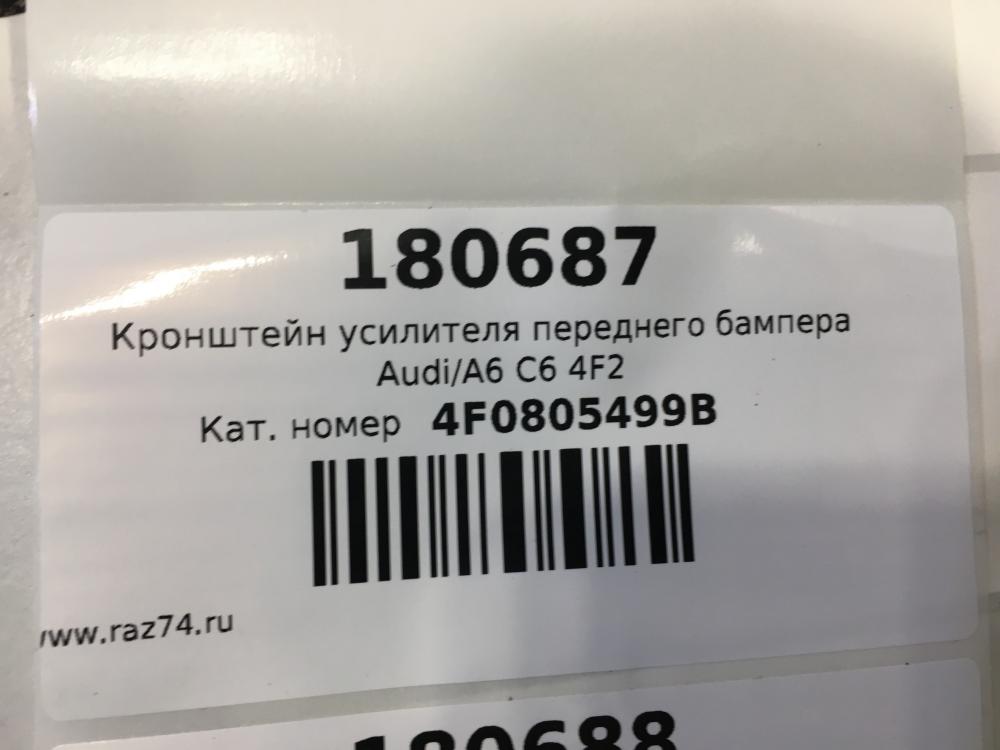 180687
Кронштейн усилителя переднего бампера
Audi/A6 C6 4F2
Кат. номер 4F0805499B
www.raz74.ru
180688